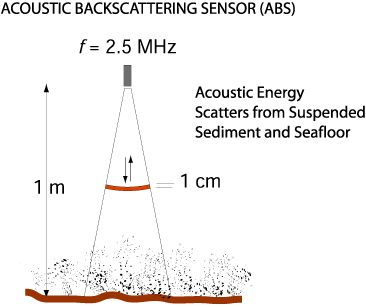 ACOUSTIC BACKSCATTERING SENSOR (ABS)
f = 2.5 MHz
Acoustic Energy
Scatters from Suspended
Sediment and Seafloor
1 m
1 cm